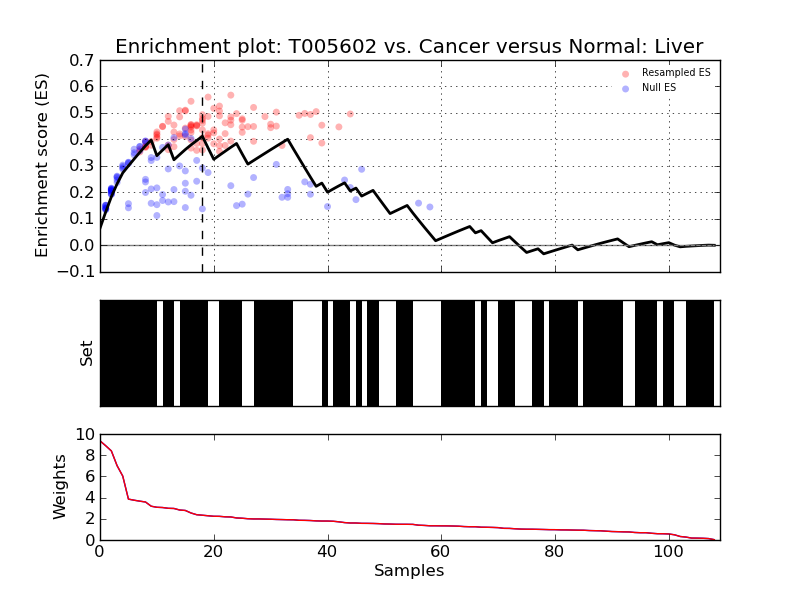 Enrichment plot: T005602 vs. Cancer versus Normal: Liver
Enrichment score (ES)
0.7
0.6
0.5
0.4
0.3
0.2
0.1
0.0
−0.1
Resampled ES
Null ES
Set
Weights
10
8
6
4
2
0
0 20 40 60 80 100
Samples